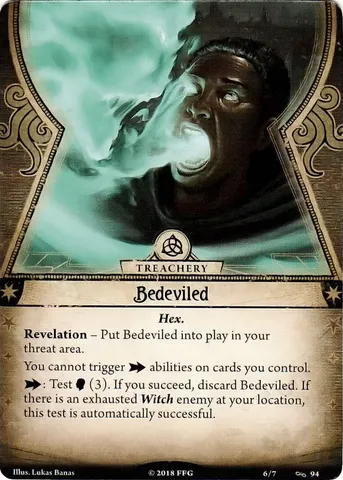 TREACHERY
Bedeviled
Hex.
Revelation – Put Bedeviled into play in your
threat area.
You cannot trigger abilities on cards you control.
: Test (3). If you succeed, discard Bedeviled. If
there is an exhausted Witch enemy at your location,
this test is automatically successful.
Illus. Lukas Banas © 2018 FFG 6/7 94